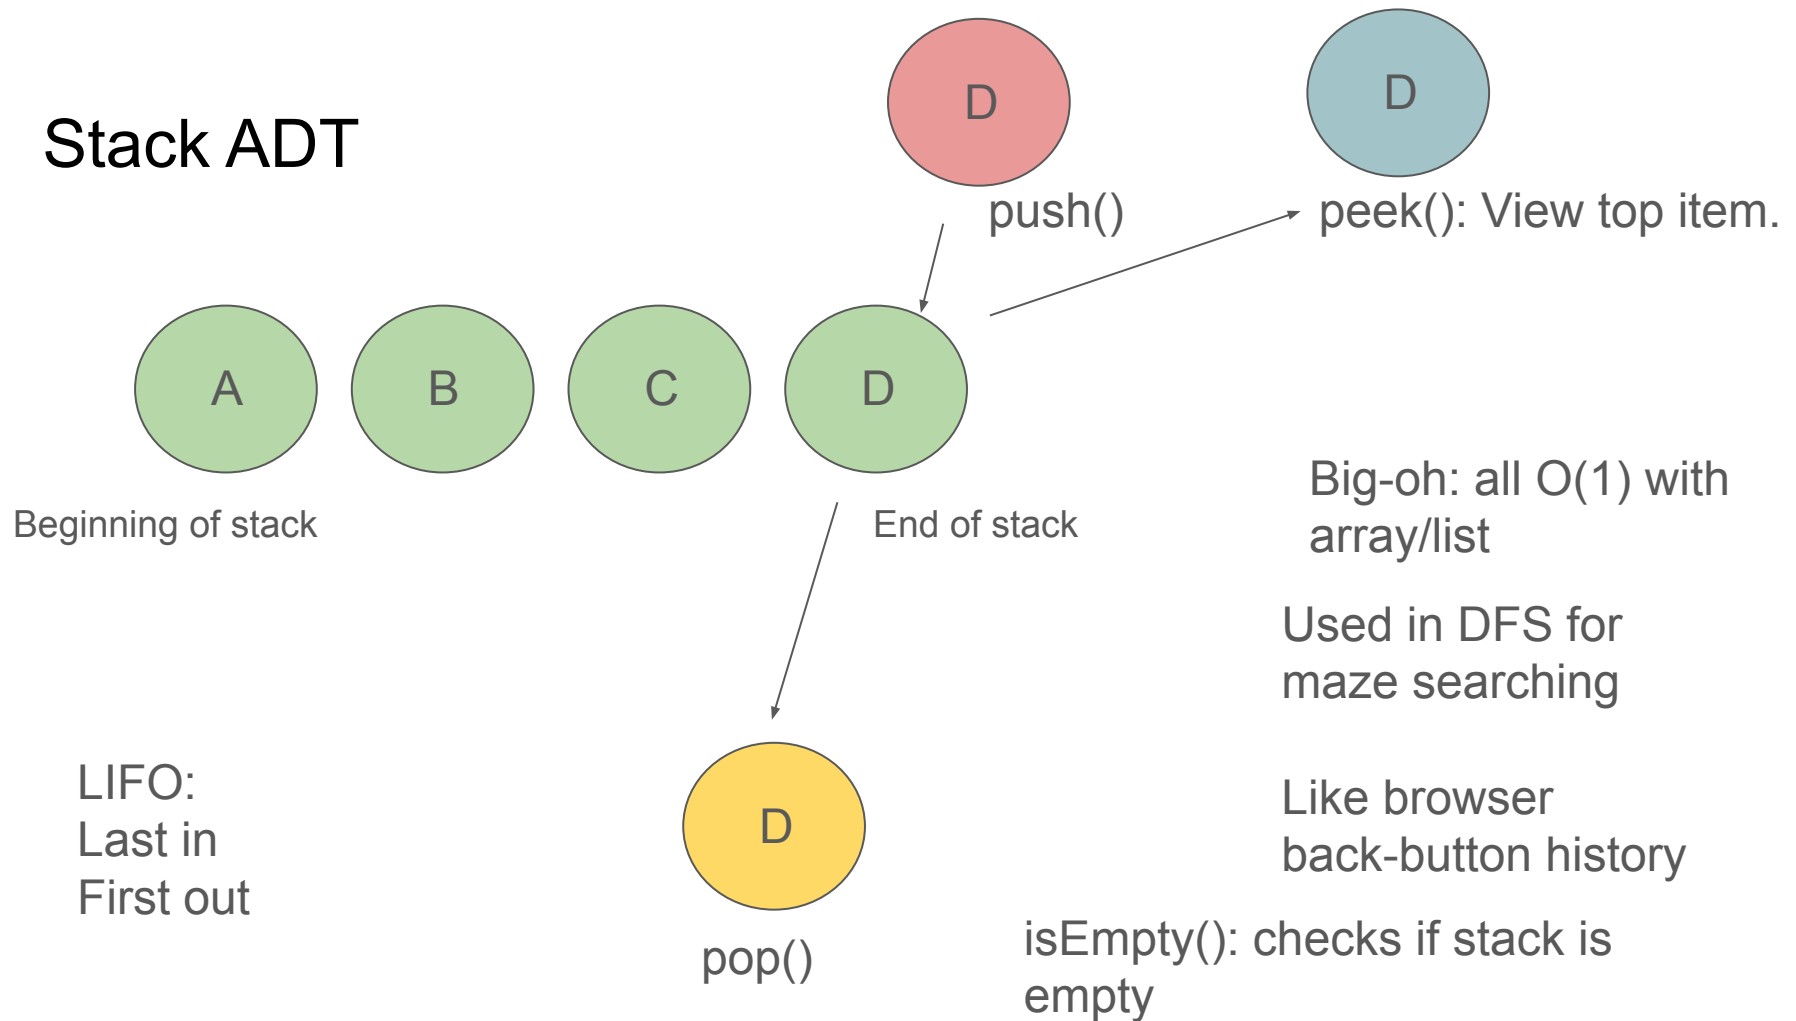 Stack ADT
D
push()
D
peek(): View top item.
A
B
C
D
Beginning of stack
End of stack
Big-oh: all O(1) with
array/list
Used in DFS for
maze searching
LIFO:
Last in
First out
D
pop()
Like browser
back-button history
isEmpty(): checks if stack is
empty